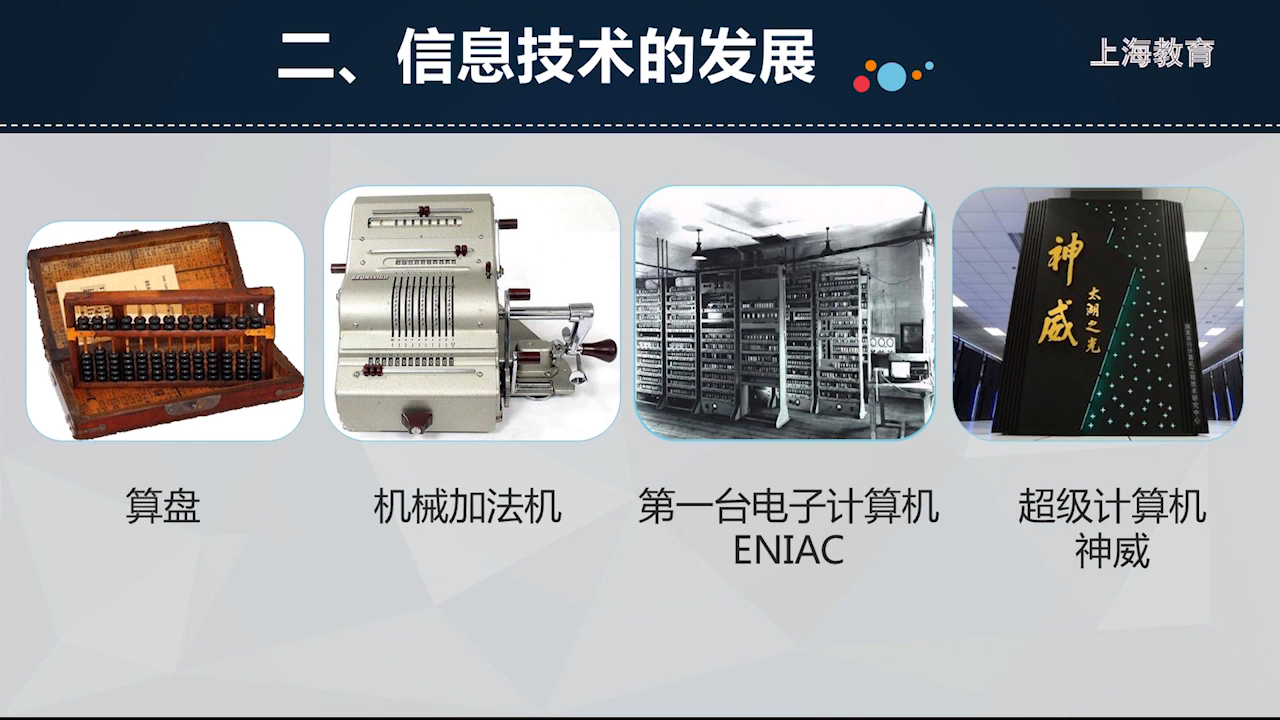 二、信息技术的发展
上海教育
神威
太湖之光
算盘
机械加法机
第一台电子计算机
ENIAC
超级计算机
神威